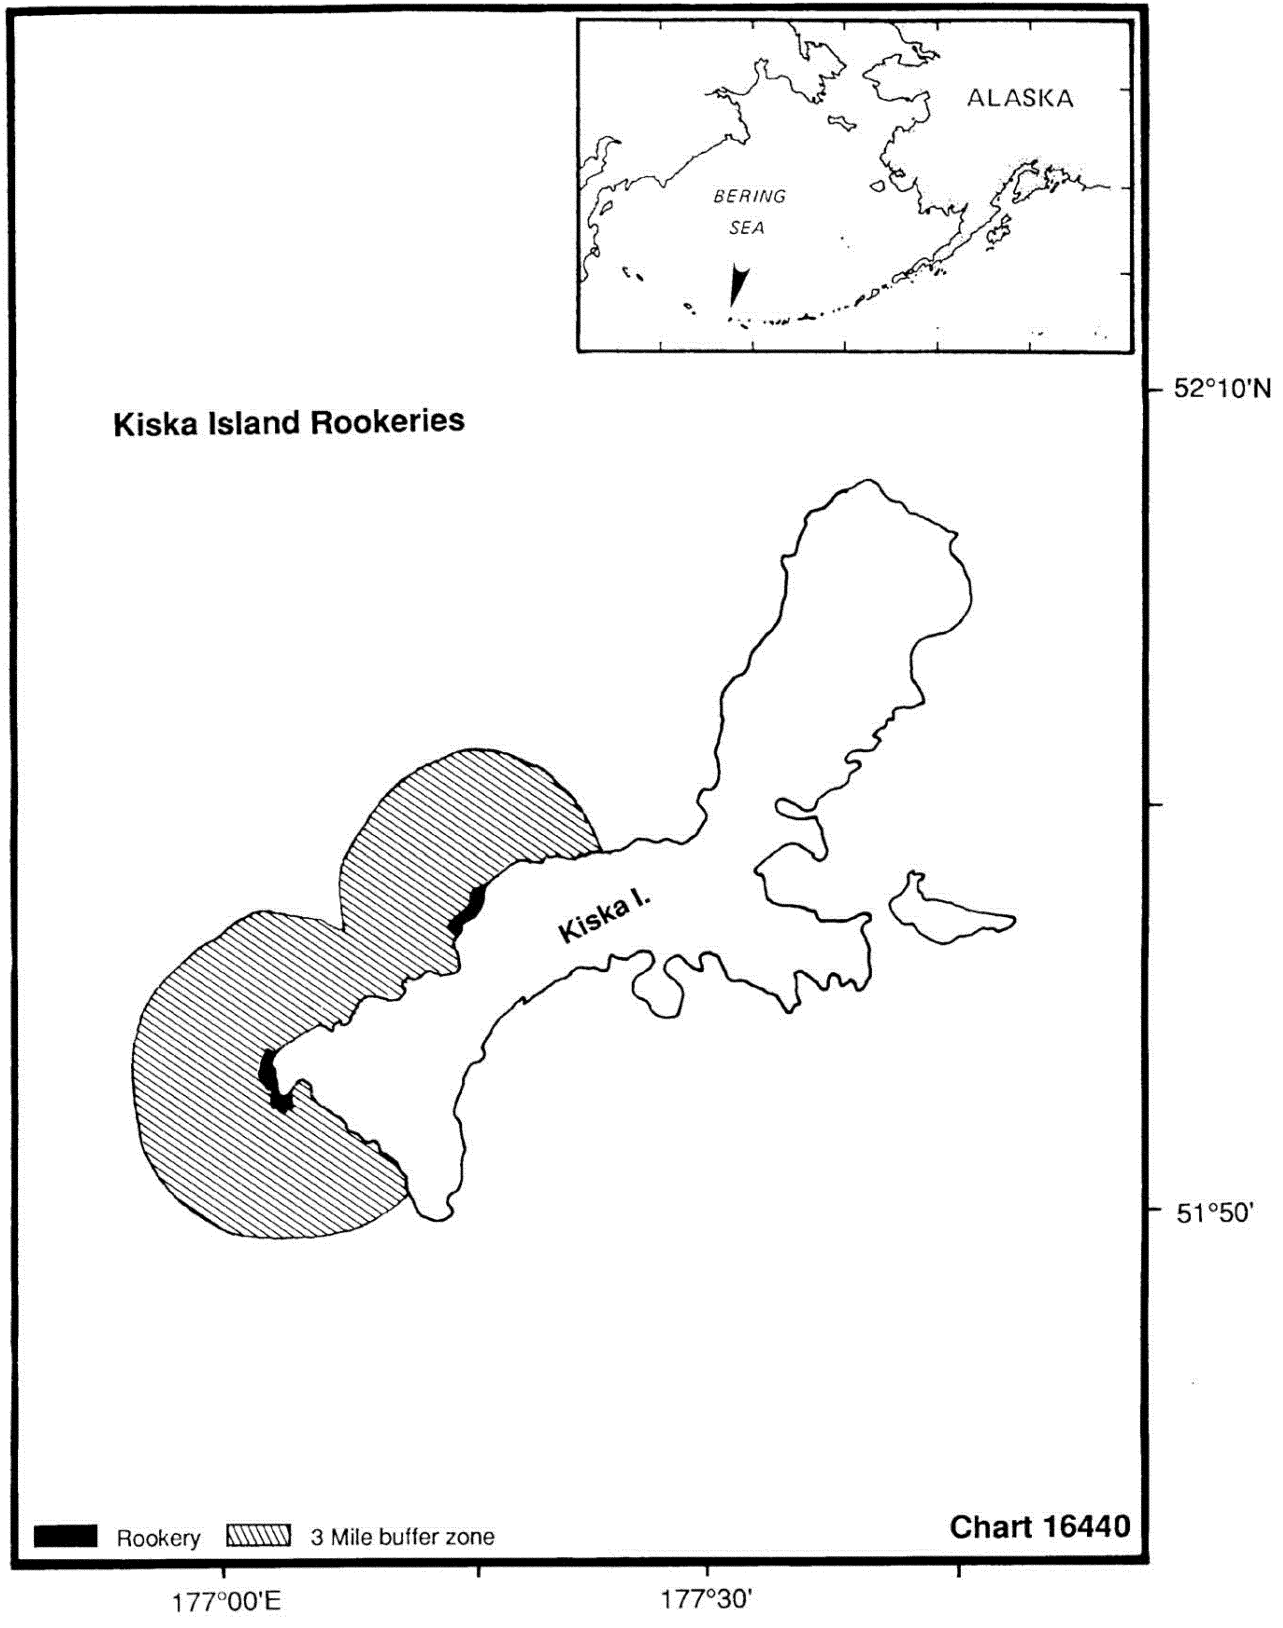 ALASKA
BERING
SEA
52°10'N
Kiska Island Rookeries
Kiska I.
51°50'
Chart 16440
Rookery
3 Mile buffer zone
177°00'E
177°30'